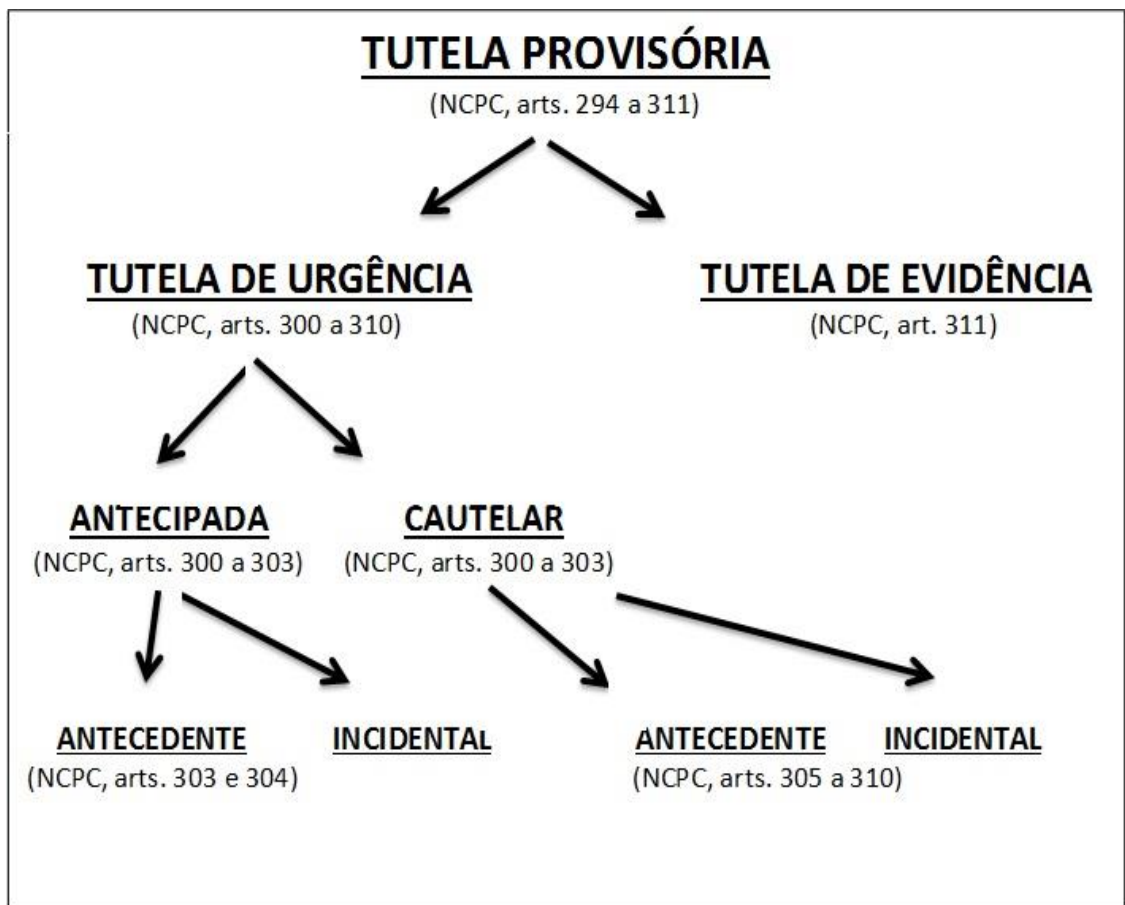 TUTELA PROVISÓRIA
(NCPC, arts. 294 a 311)
TUTELA DE URGÊNCIA
(NCPC, arts. 300 a 310)
TUTELA DE EVIDÊNCIA
(NCPC, art. 311)
ANTECIPADA
(NCPC, arts. 300 a 303)
CAUTELAR
(NCPC, arts. 300 a 303)
ANTECEDENTE
(NCPC, arts. 303 e 304)
INCIDENTAL
ANTECEDENTE
(NCPC, arts. 305 a 310)
INCIDENTAL